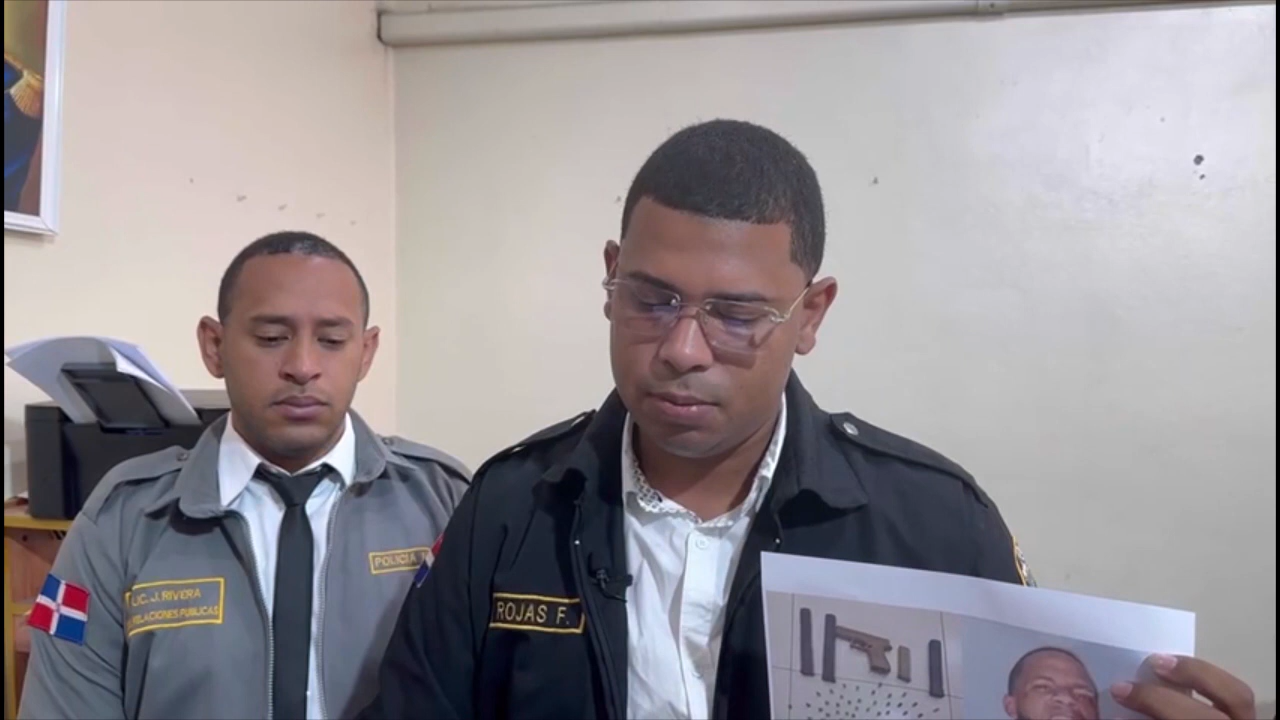 LIC. J. RIVERA
RELACIONES PUBLICAS
POLICIA
ROJAS F.